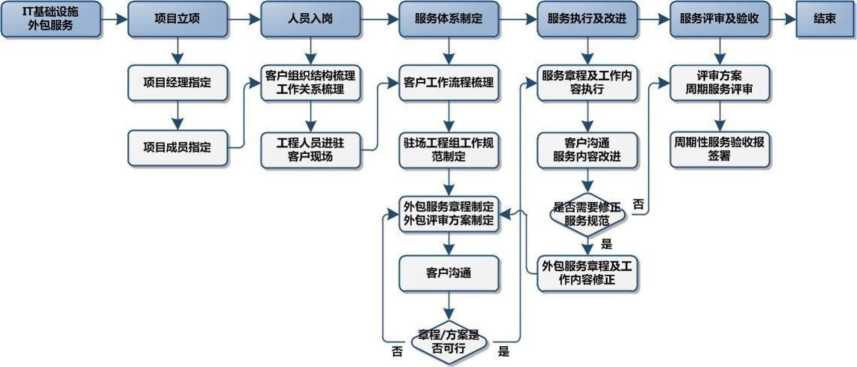 IT基础设施
外包服务
项目立项
人员入岗
服务体系制定
服务执行及改进
服务评审及验收
结束
项目经理指定
项目成员指定
客户组织结构梳理
工作关系梳理
工程人员进驻
客户现场
客户工作流程梳理
驻场工程组工作规
范制定
外包服务章程制定
外包评审方案制定
客户沟通
章程/方案是
否可行
否
是
服务章程及工作内
容执行
客户沟通
服务内容改进
是否需要修正
服务规范
否
是
外包服务章程及工
作内容修正
评审方案
周期服务评审
周期性服务验收报
签署